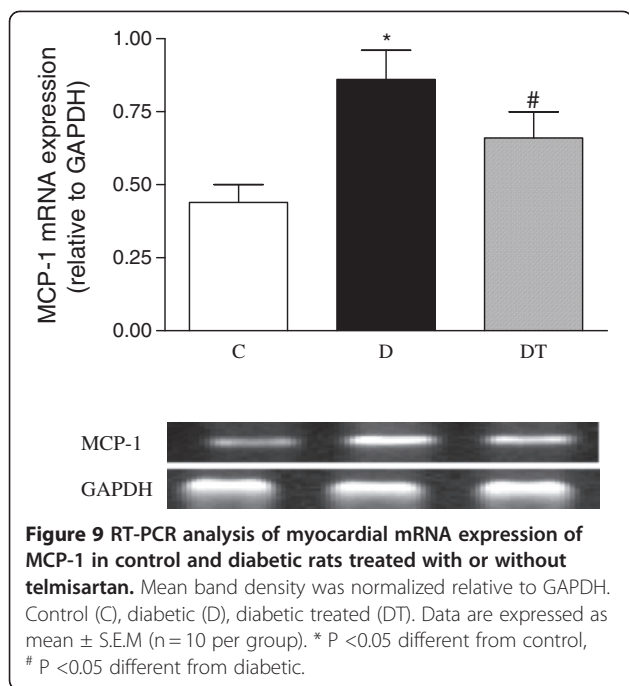 1.00
0.75
0.50
0.25
0.00
MCP-1 mRNA expression
(relative to GAPDH)
*
#
C D DT
MCP-1
GAPDH
Figure 9 RT-PCR analysis of myocardial mRNA expression of
MCP-1 in control and diabetic rats treated with or without
telmisartan. Mean band density was normalized relative to GAPDH.
Control (C), diabetic (D), diabetic treated (DT). Data are expressed as
mean ± S.E.M (n = 10 per group). * P <0.05 different from control,
# P <0.05 different from diabetic.